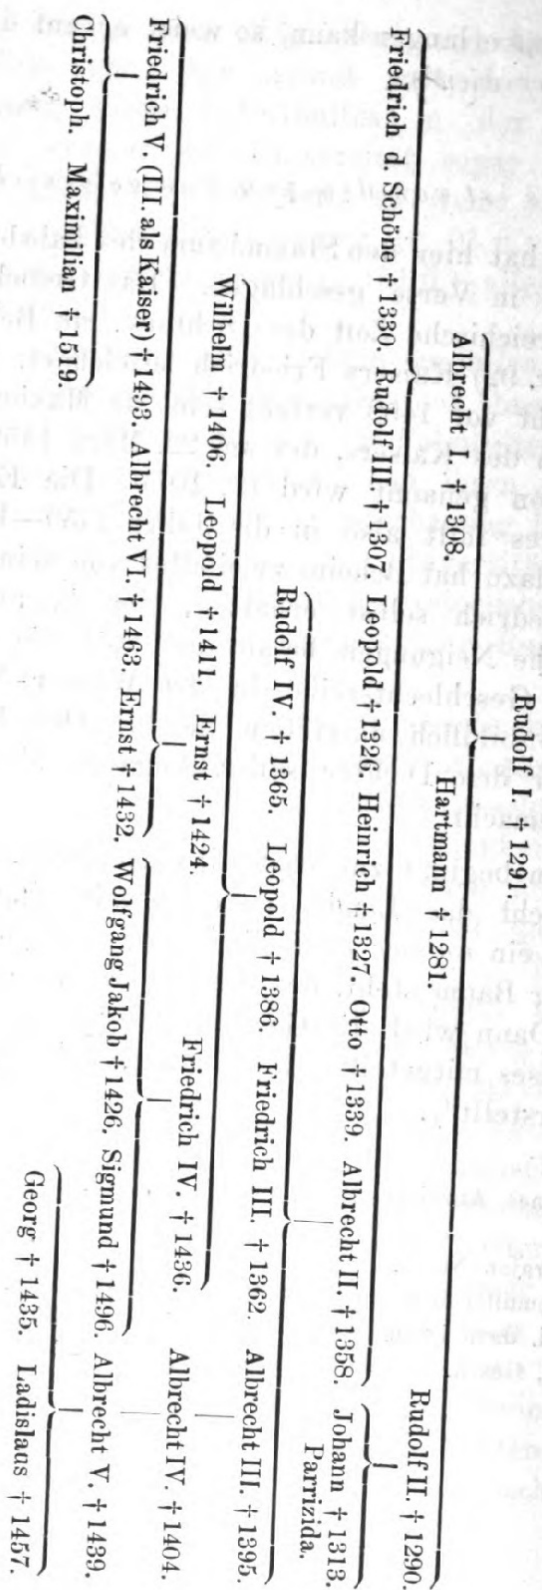 Rudolf I. † 1291
Albrecht I. † 1308. Hartmann † 1281. Rudolf II. † 1290.
Friedrich d. Schöne † 1330. Rudolf III. † 1307. Leopold † 1326. Heinrich † 1327. Otto † 1339. Albrecht II. † 1358. Johann † 1313.
Parrizida.
Rudolf IV. † 1365. Leopold † 1386. Friedrich III. † 1362. Albrecht III. † 1395.
Wilhelm † 1406. Leopold † 1411. Ernst † 1424. Friedrich IV. † 1436. Albrecht IV. † 1404.
Friedrich V. (III. als Kaiser) † 1493. Albrecht VI. † 1463. Ernst † 1432. Wolfgang Jakob † 1426. Sigmund † 1496. Albrecht V. † 1439.
Christoph. Maximilian † 1519. Georg † 1435. Ladislaus † 1457.